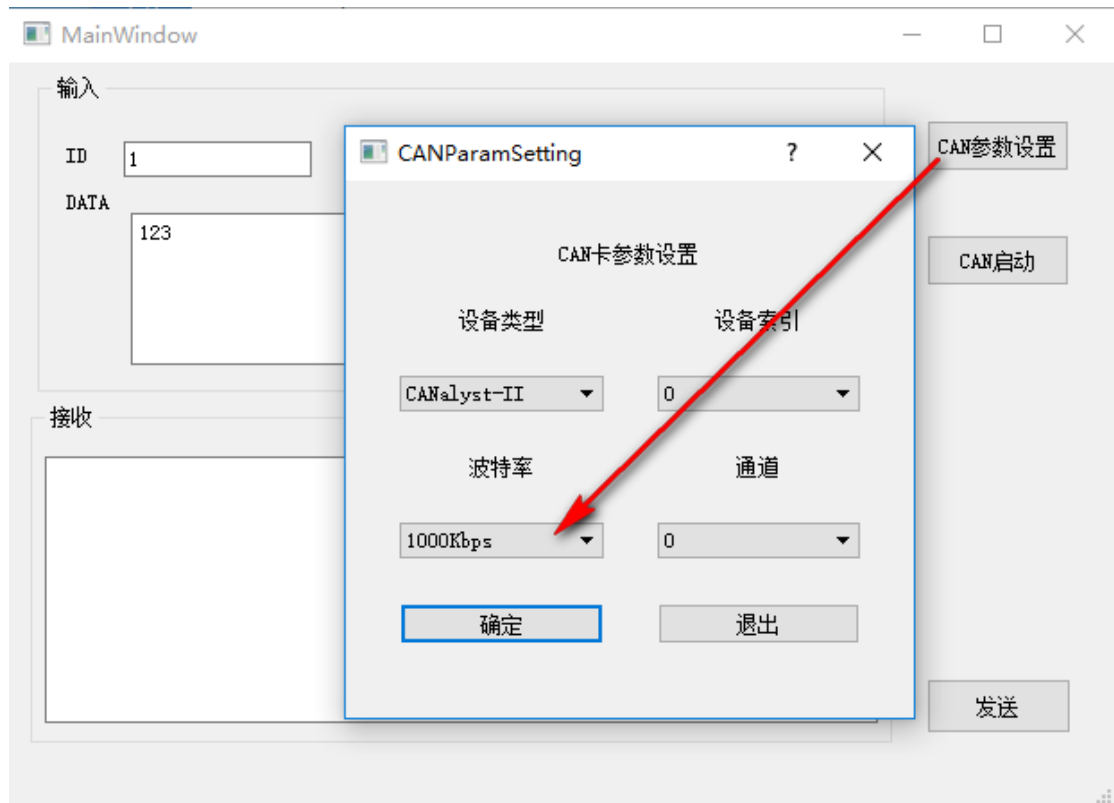 MainWindow
输入
ID 1
DATA
123
接收
CAN参数设置
CAN启动
发送
CANParamSetting ?
CAN卡参数设置
设备类型 设备索引
CANalyst-II 0
波特率 通道
1000Kbps 0
确定 退出